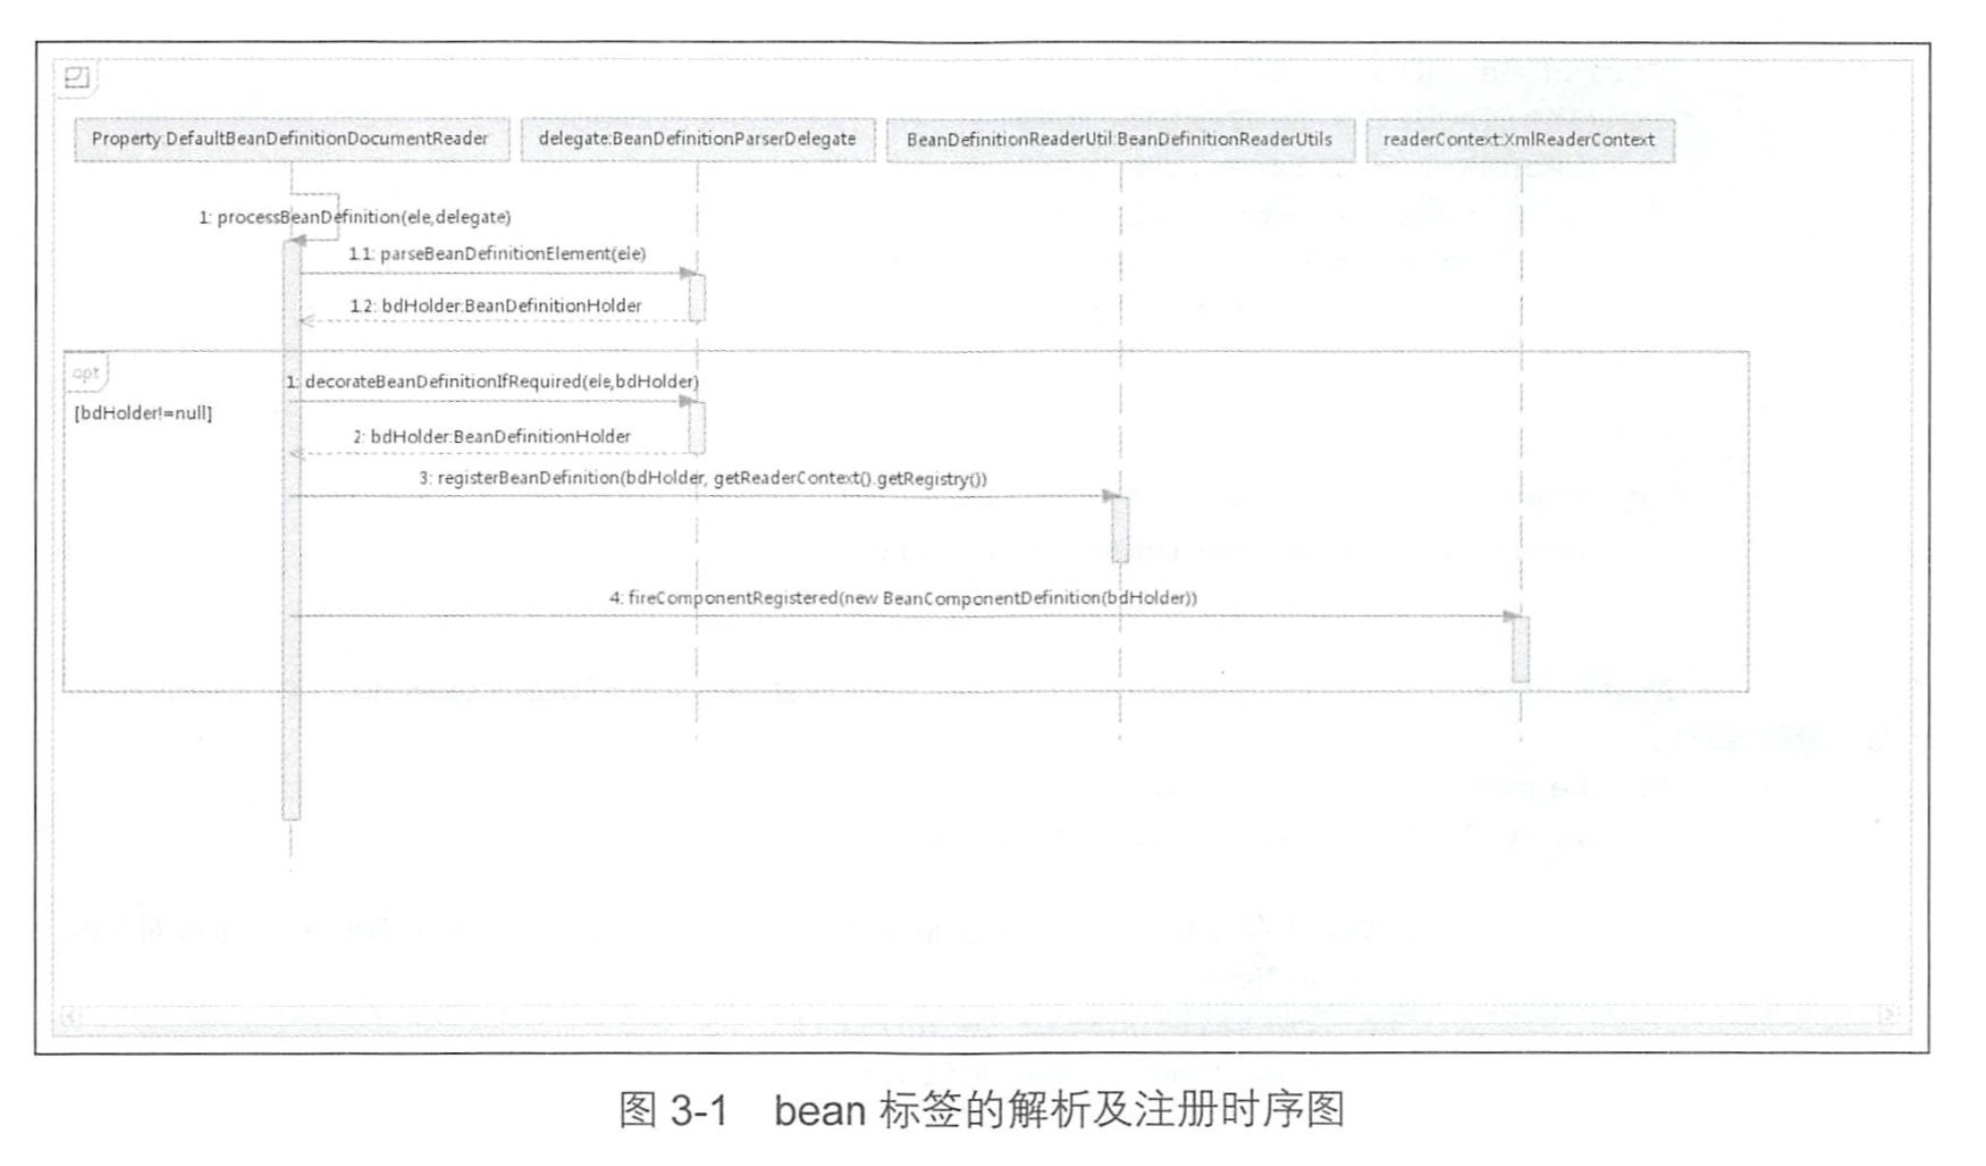 Property:DefaultBeanDefinitionDocumentReader
delegate:BeanDefinitionParserDelegate
BeanDefinitionReaderUtil:BeanDefinitionReaderUtils
readerContext:XmlReaderContext
1: processBeanDefinition(ele,delegate)
1.1: parseBeanDefinitionElement(ele)
1.2: bdHolder:BeanDefinitionHolder
opt
[bdHolder!=null]
1: decorateBeanDefinitionIfRequired(ele,bdHolder)
2: bdHolder:BeanDefinitionHolder
3: registerBeanDefinition(bdHolder, getReaderContext().getRegistry())
4: fireComponentRegistered(new BeanComponentDefinition(bdHolder))
图 3-1 bean 标签的解析及注册时序图